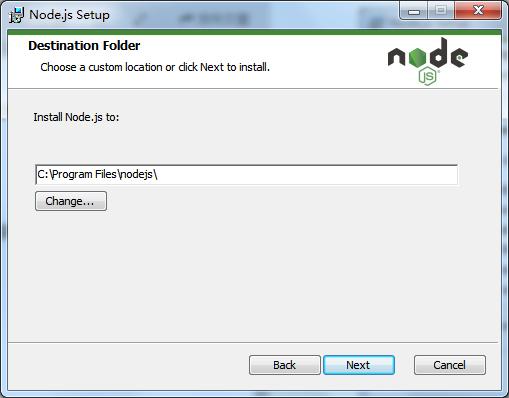 Node.js Setup
Destination Folder
Choose a custom location or click Next to install.
node
JS
Install Node.js to:
C:\Program Files\nodejs\
Change...
Back
Next
Cancel